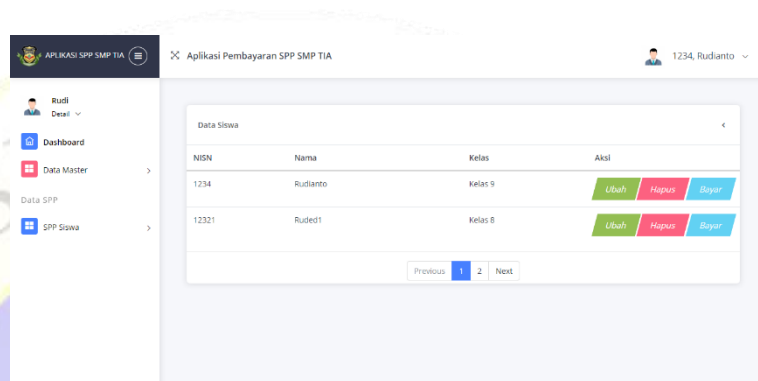 APLIKASI SPP SMP TIA
Aplikasi Pembayaran SPP SMP TIA
1234, Rudianto
Rudi
Detail
Dashboard
Data Master
Data SPP
SPP Siswa
Data Siswa
NISN Nama Kelas Aksi
1234 Rudianto Kelas 9 Ubah Hapus Bayar
12321 Ruded1 Kelas 8 Ubah Hapus Bayar
Previous 1 2 Next